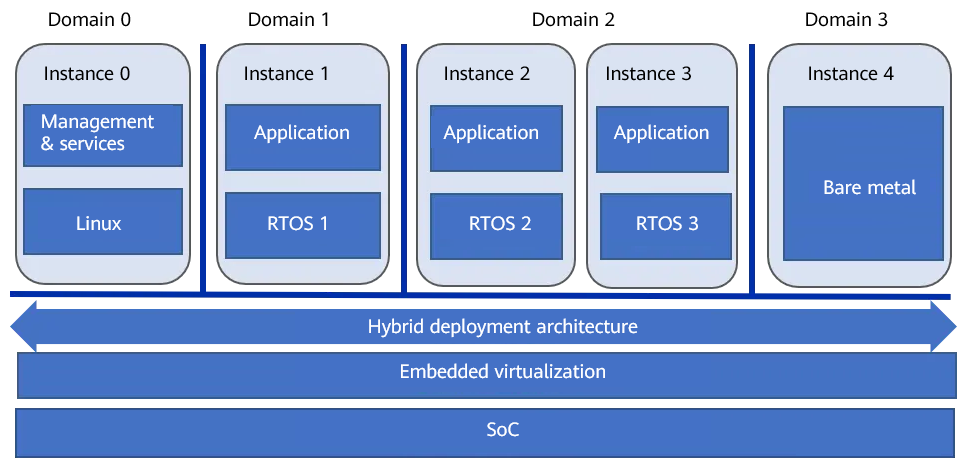 Domain 0
Domain 1
Domain 2
Domain 3
Instance 0
Instance 1
Instance 2
Instance 3
Instance 4
Management
& services
Application
Application
Application
Bare metal
Linux
RTOS 1
RTOS 2
RTOS 3
Hybrid deployment architecture
Embedded virtualization
SoC